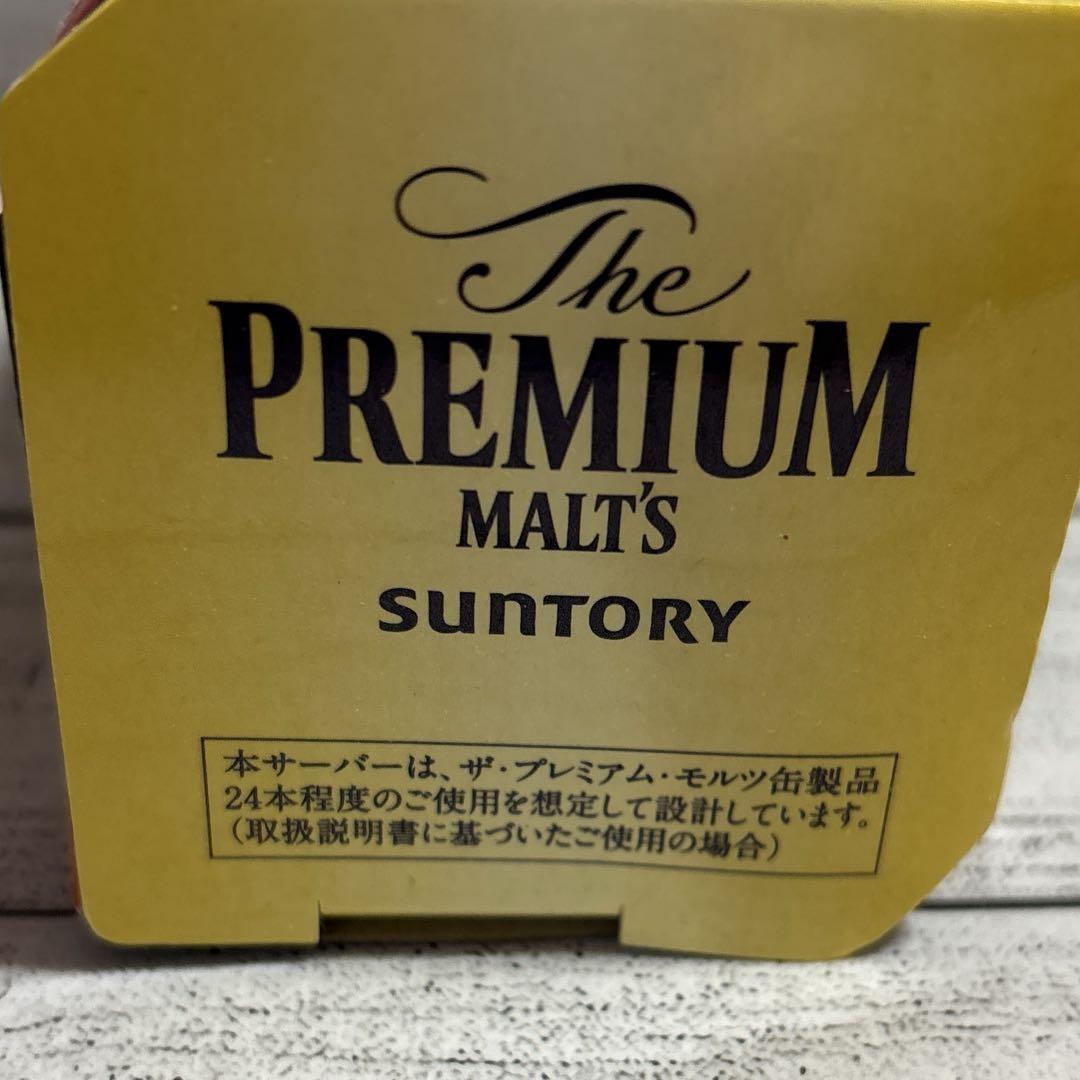 The
PREMIUM
MALT'S
SUNTORY
本サーバーは、ザ・プレミアム・モルツ缶製品
24本程度のご使用を想定して設計しています。
(取扱説明書に基づいたご使用の場合)